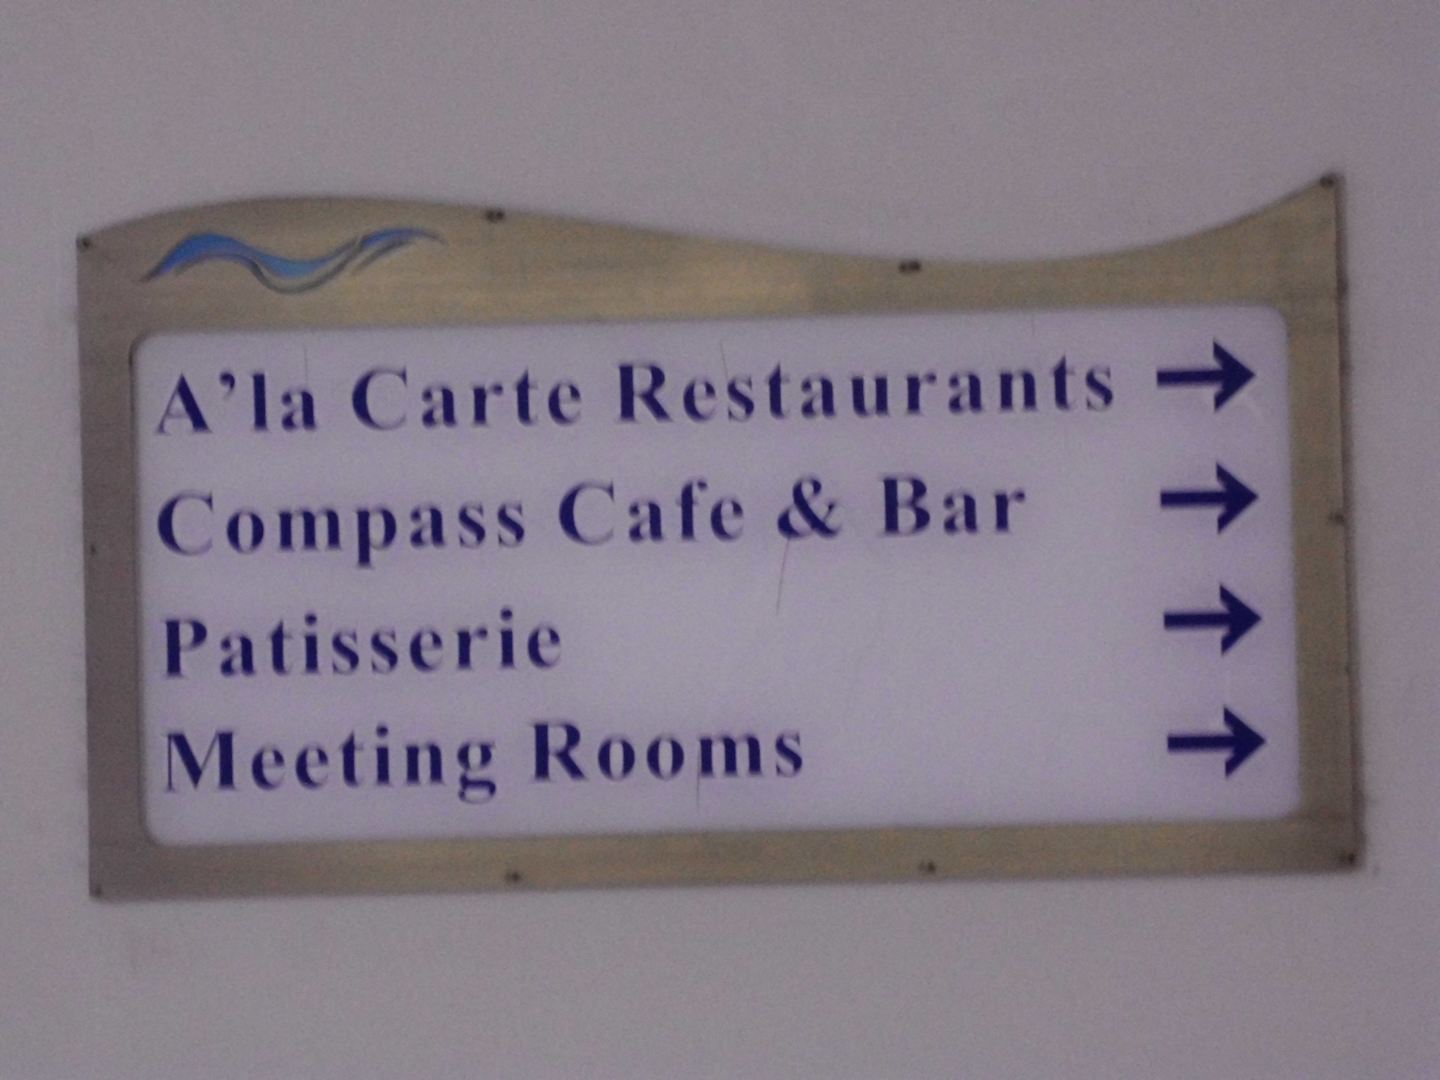 A’la Carte Restaurants →
Compass Cafe & Bar →
Patisserie →
Meeting Rooms →